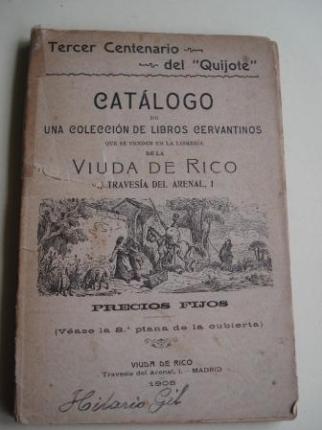 Tercer Centenario
del "Quijote"
CATÁLOGO
DE
UNA COLECCIÓN DE LIBROS CERVANTINOS
QUE SE VENDEN EN LA LIBRERÍA
DE LA
VIUDA DE RICO
TRAVESÍA DEL ARENAL, 1
PRECIOS FIJOS
(Véase la 3.ª plana de la cubierta)
VIUDA DE RICO
Travesía del Arenal, 1.—MADRID
1905
Hilario Gil